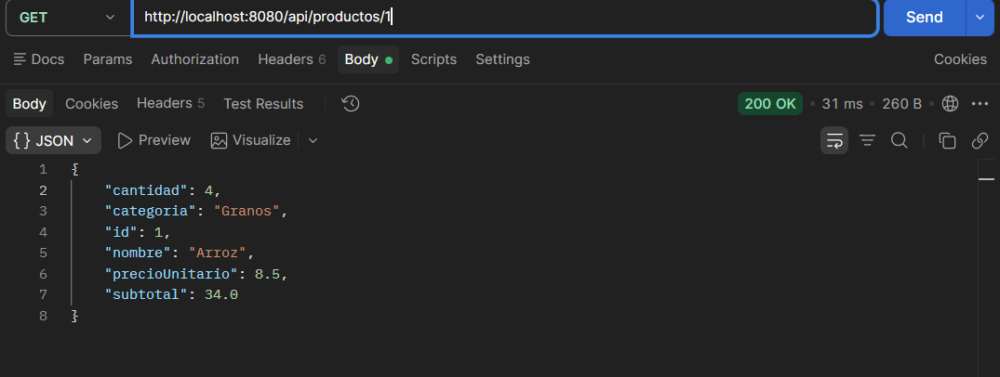 GET http://localhost:8080/api/productos/1 Send
Docs Params Authorization Headers 6 Body Scripts Settings Cookies
Body Cookies Headers 5 Test Results 200 OK • 31 ms • 260 B
{} JSON Preview Visualize
1 {
2 "cantidad": 4,
3 "categoria": "Granos",
4 "id": 1,
5 "nombre": "Arroz",
6 "precioUnitario": 8.5,
7 "subtotal": 34.0
8 }